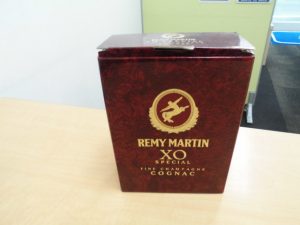 REMY MARTIN
XO
SPECIAL
FINE CHAMPAGNE
COGNAC